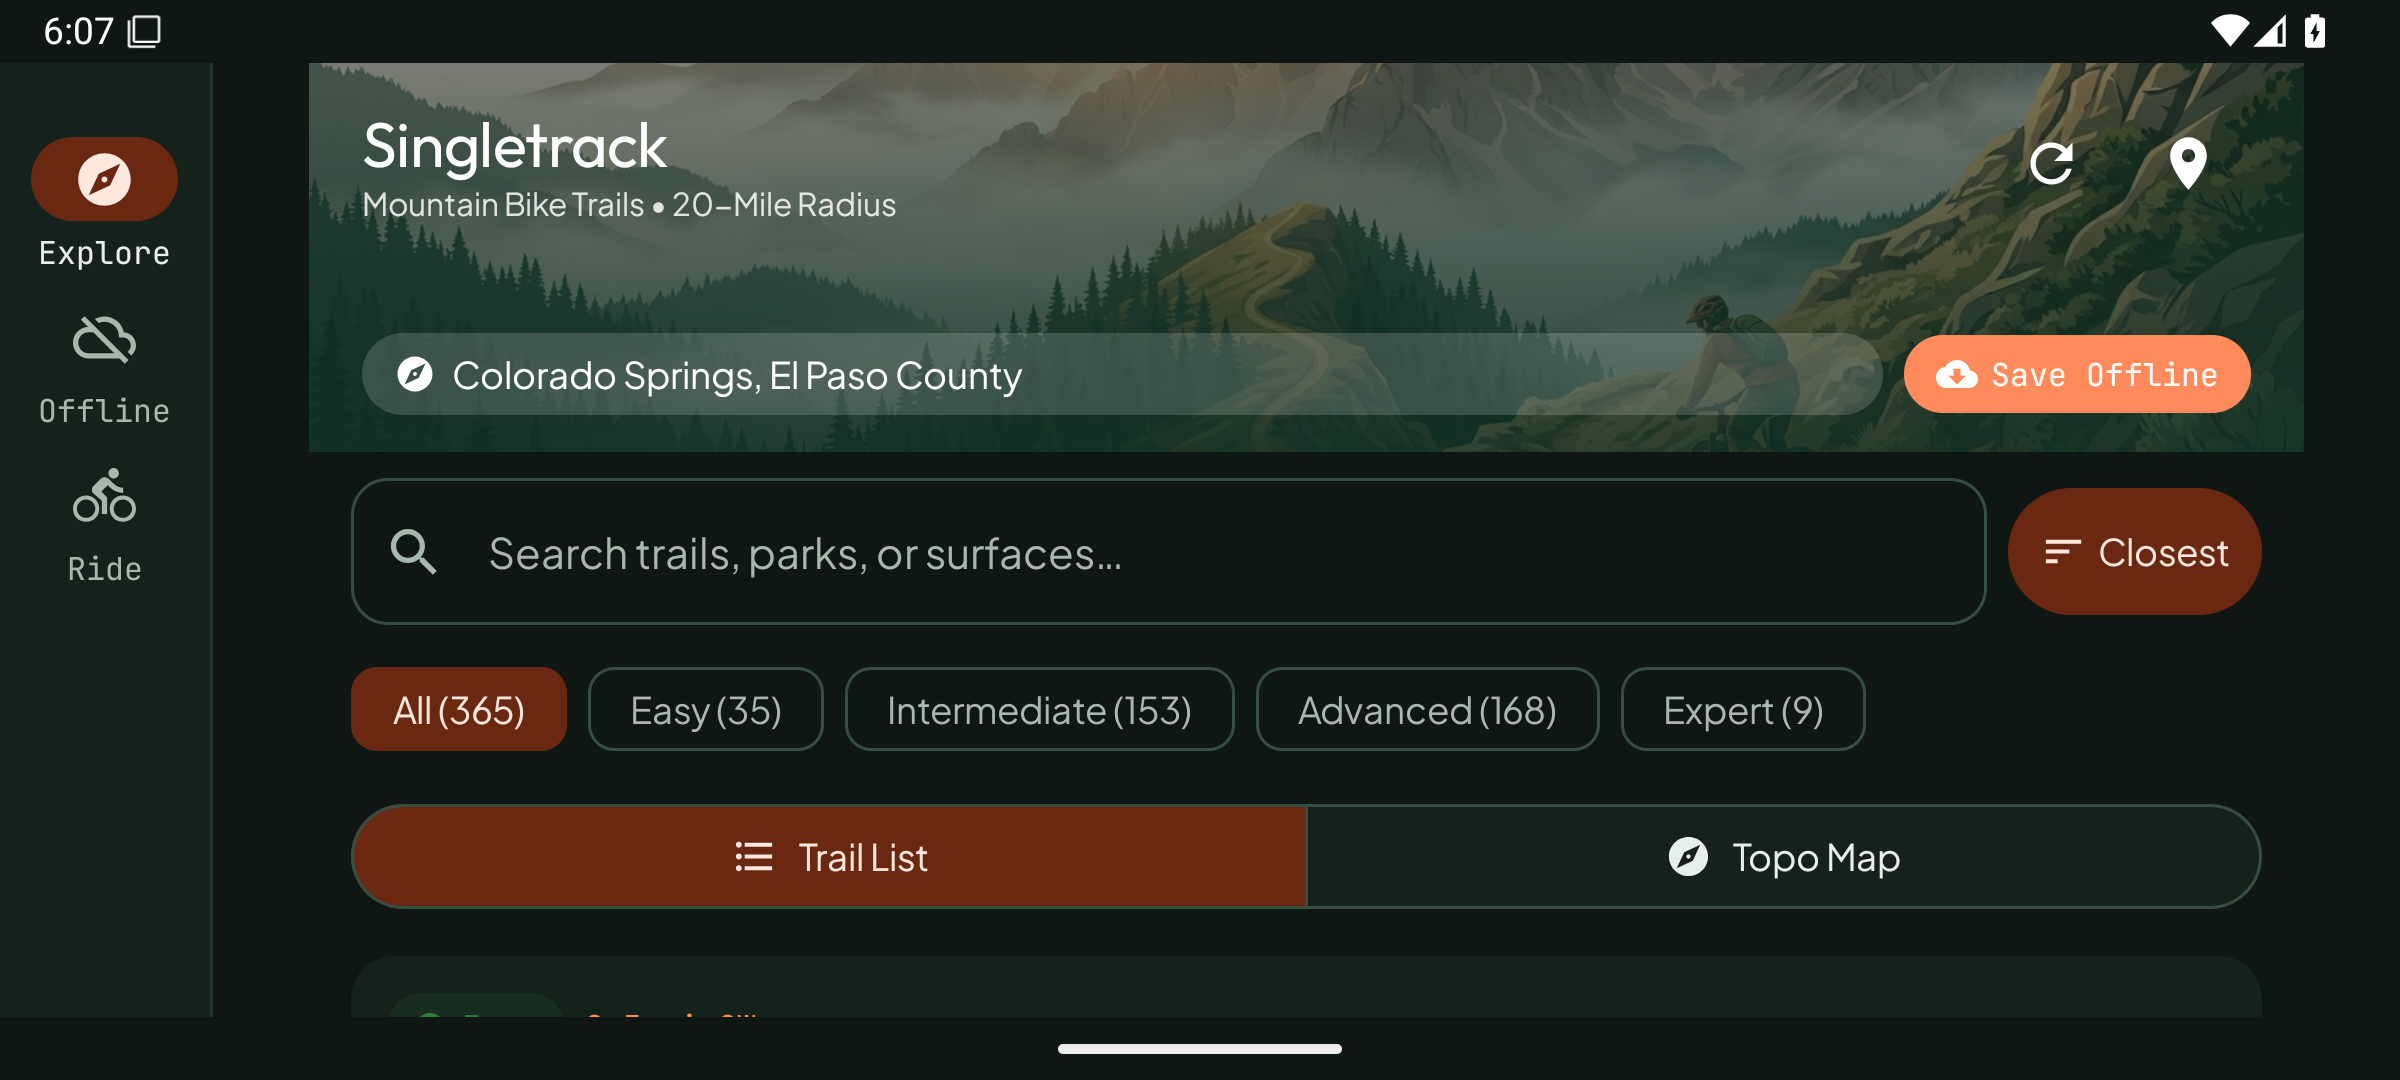 6:07
Singletrack
Mountain Bike Trails • 20-Mile Radius
Colorado Springs, El Paso County
Save Offline
Explore
Offline
Ride
Search trails, parks, or surfaces...
Closest
All (365)
Easy (35)
Intermediate (153)
Advanced (168)
Expert (9)
Trail List
Topo Map